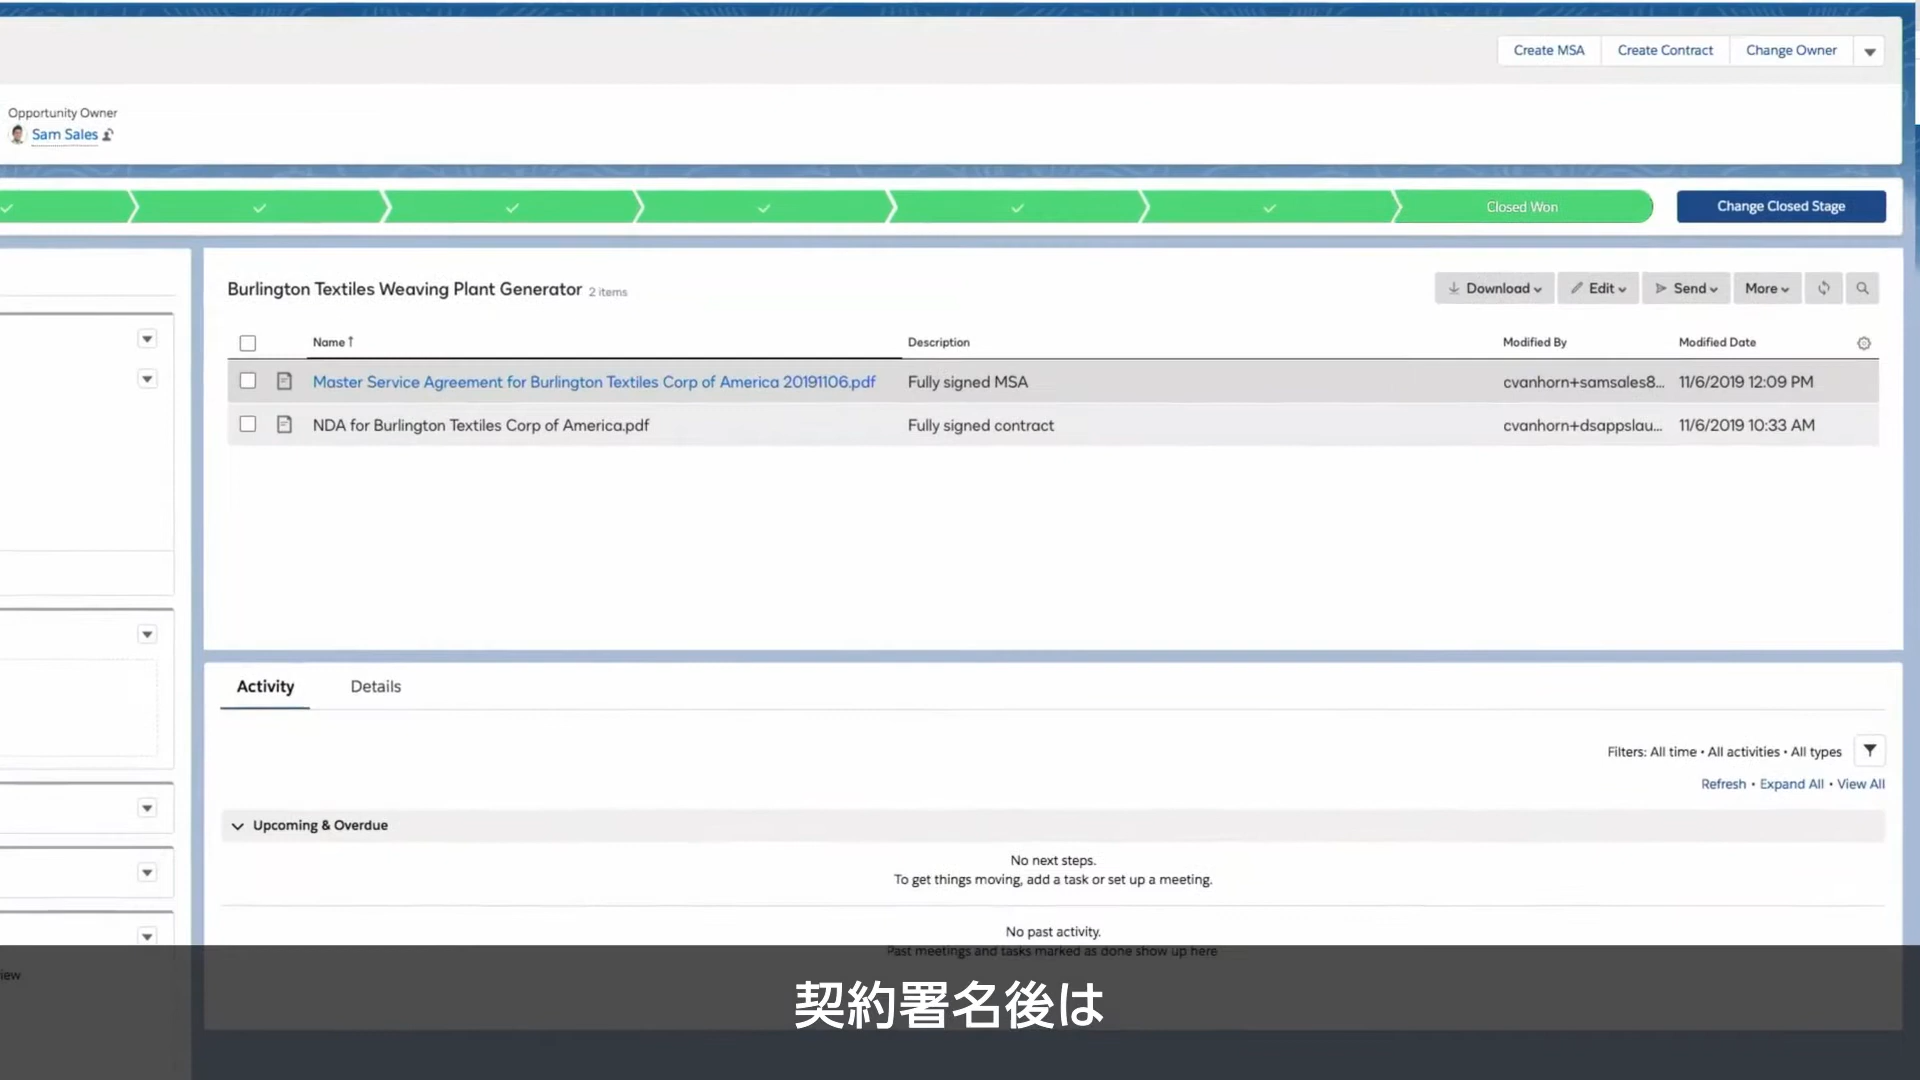 Create MSA
Create Contract
Change Owner
Opportunity Owner
Sam Sales
Closed Won
Change Closed Stage
Burlington Textiles Weaving Plant Generator 2 items
Download
Edit
Send
More
Name
Description
Modified By
Modified Date
Master Service Agreement for Burlington Textiles Corp of America 20191106.pdf
Fully signed MSA
cvanhorn+samsales8...
11/6/2019 12:09 PM
NDA for Burlington Textiles Corp of America.pdf
Fully signed contract
cvanhorn+dsappslau...
11/6/2019 10:33 AM
Activity
Details
Filters: All time • All activities • All types
Refresh • Expand All • View All
Upcoming & Overdue
No next steps.
To get things moving, add a task or set up a meeting.
No past activity.
Past meetings and tasks marked as done show up here
契約署名後は